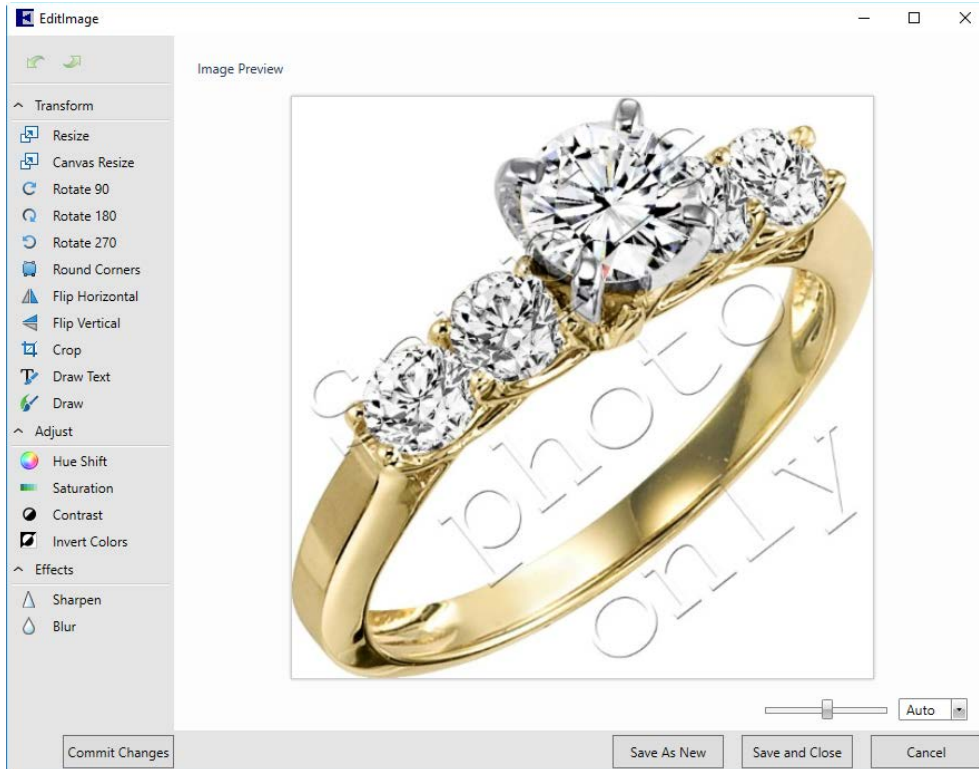 EditImage
Image Preview
Transform
Resize
Canvas Resize
Rotate 90
Rotate 180
Rotate 270
Round Corners
Flip Horizontal
Flip Vertical
Crop
Draw Text
Draw
Adjust
Hue Shift
Saturation
Contrast
Invert Colors
Effects
Sharpen
Blur
photo
only
Auto
Commit Changes
Save As New
Save and Close
Cancel